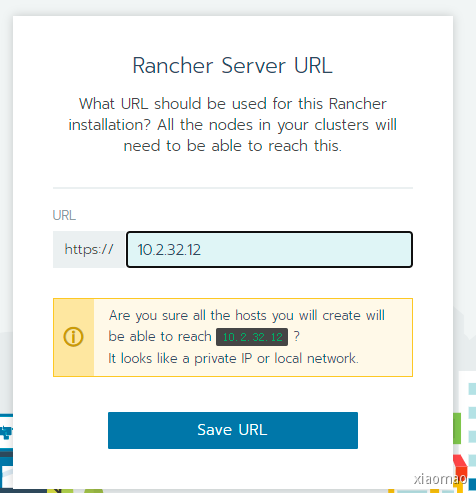 Rancher Server URL
What URL should be used for this Rancher
installation? All the nodes in your clusters will
need to be able to reach this.
URL
https:// 10.2.32.12
Are you sure all the hosts you will create will
be able to reach 10.2.32.12 ?
It looks like a private IP or local network.
Save URL
xiaomao